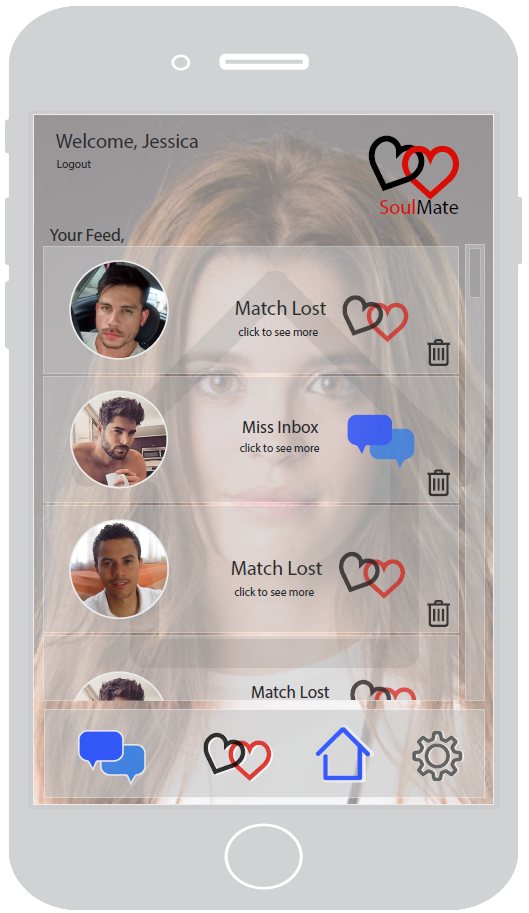 Welcome, Jessica
Logout
SoulMate
Your Feed,
Match Lost
click to see more
Miss Inbox
click to see more
Match Lost
click to see more
Match Lost